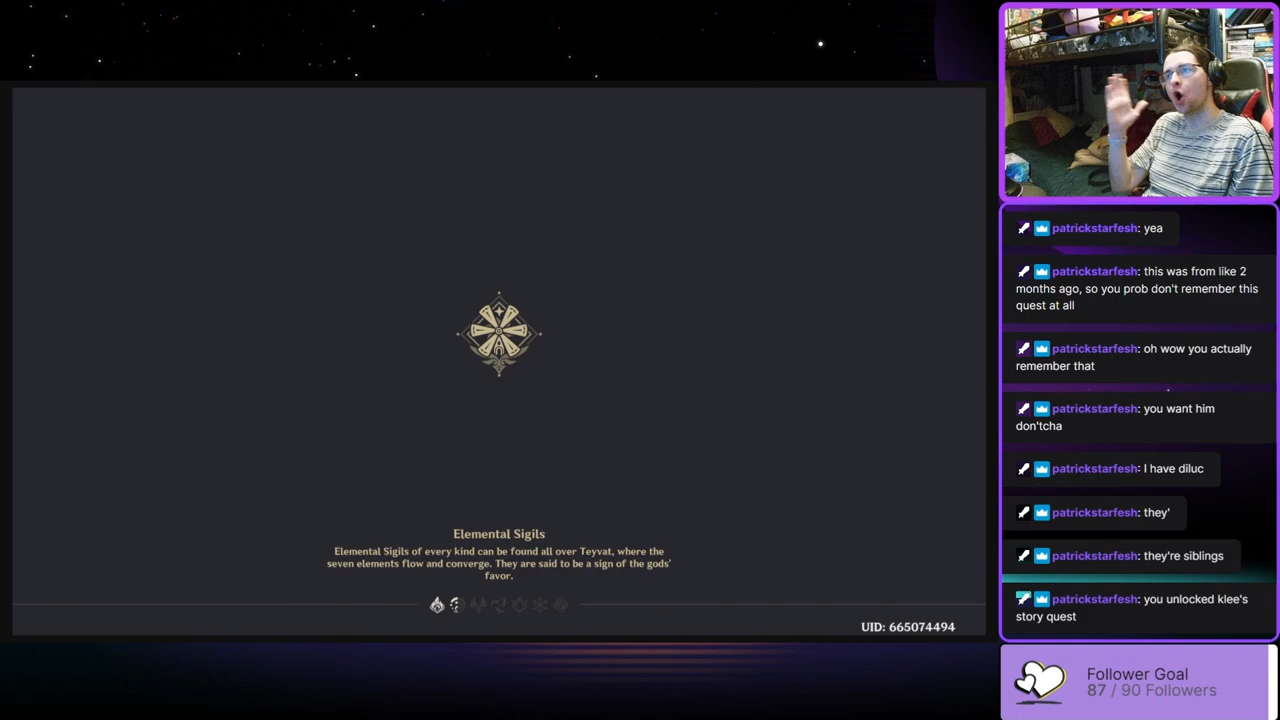 Elemental Sigils
Elemental Sigils of every kind can be found all over Teyvat, where the
seven elements flow and converge. They are said to be a sign of the gods'
favor.
UID: 665074494
patrickstarfesh: yea
patrickstarfesh: this was from like 2
months ago, so you prob don't remember this
quest at all
patrickstarfesh: oh wow you actually
remember that
patrickstarfesh: you want him
don'tcha
patrickstarfesh: I have diluc
patrickstarfesh: they'
patrickstarfesh: they're siblings
patrickstarfesh: you unlocked klee's
story quest
Follower Goal
87 / 90 Followers